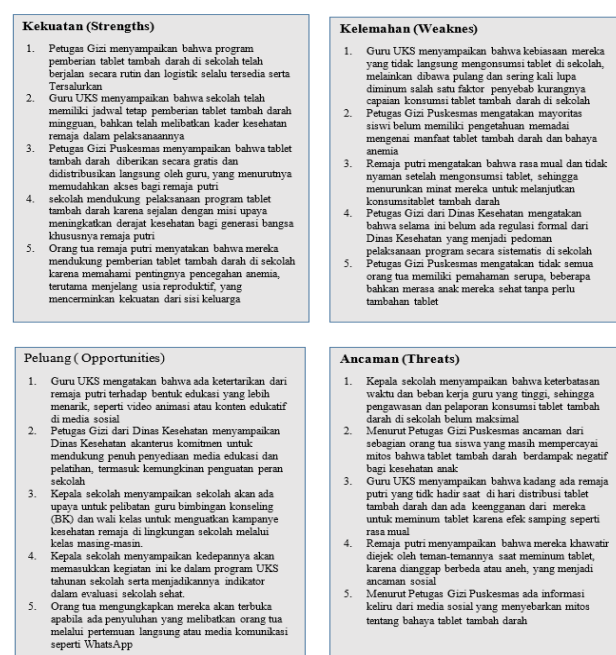 Kekuatan (Strengths)
1. Petugas Gizi menyampaikan bahwa program
pemberian tablet tambah darah di sekolah telah
berjalan secara rutin dan logistik selalu tersedia serta
Tersalurkan
2. Guru UKS menyampaikan bahwa sekolah telah
memiliki jadwal tetap pemberian tablet tambah darah
mingguan, bahkan telah melibatkan kader kesehatan
remaja dalam pelaksanaannya
3. Petugas Gizi Puskesmas menyampaikan bahwa tablet
tambah darah diberikan secara gratis dan
didistribusikan langsung oleh guru, yang menurutnya
memudahkan akses bagi remaja putri
4. sekolah mendukung pelaksanaan program tablet
tambah darah karena sejalan dengan misi upaya
meningkatkan derajat kesehatan bagi generasi bangsa
khususnya remaja putri
5. Orang tua remaja putri menyatakan bahwa mereka
mendukung pemberian tablet tambah darah di sekolah
karena memahami pentingnya pencegahan anemia,
terutama menjelang usia reproduktif, yang
mencerminkan kekuatan dari sisi keluarga
Kelemahan (Weaknes)
1. Guru UKS menyampaikan bahwa kebiasaan mereka
yang tidak langsung mengonsumsi tablet di sekolah,
melainkan dibawa pulang dan sering kali lupa
diminum salah satu faktor penyebab kurangnya
capaian konsumsi tablet tambah darah di sekolah
2. Petugas Gizi Puskesmas mengatakan mayoritas
siswi belum memiliki pengetahuan memadai
mengenai manfaat tablet tambah darah dan bahaya
anemia
3. Remaja putri mengatakan bahwa rasa mual dan tidak
nyaman setelah mengonsumsi tablet, sehingga
menurunkan minat mereka untuk melanjutkan
konsumsitablet tambah darah
4. Petugas Gizi dari Dinas Kesehatan mengatakan
bahwa selama ini belum ada regulasi formal dari
Dinas Kesehatan yang menjadi pedoman
pelaksanaan program secara sistematis di sekolah
5. Petugas Gizi Puskesmas mengatakan tidak semua
orang tua memiliki pemahaman serupa, beberapa
bahkan merasa anak mereka sehat tanpa perlu
tambahan tablet
Peluang ( Opportunities)
1. Guru UKS mengatakan bahwa ada ketertarikan dari
remaja putri terhadap bentuk edukasi yang lebih
menarik, seperti video animasi atau konten edukatif
di media sosial
2. Petugas Gizi dari Dinas Kesehatan menyampaikan
Dinas Kesehatan akanterus komitmen untuk
mendukung penuh penyediaan media edukasi dan
pelatihan, termasuk kemungkinan penguatan peran
sekolah
3. Kepala sekolah menyampaikan sekolah akan ada
upaya untuk pelibatan guru bimbingan konseling
(BK) dan wali kelas untuk menguatkan kampanye
kesehatan remaja di lingkungan sekolah melalui
kelas masing-masin.
4. Kepala sekolah menyampaikan kedepannya akan
memasukkan kegiatan ini ke dalam program UKS
tahunan sekolah serta menjadikannya indikator
dalam evaluasi sekolah sehat.
5. Orang tua mengungkapkan mereka akan terbuka
apabila ada penyuluhan yang melibatkan orang tua
melalui pertemuan langsung atau media komunikasi
seperti WhatsApp
Ancaman (Threats)
1. Kepala sekolah menyampaikan bahwa keterbatasan
waktu dan beban kerja guru yang tinggi, sehingga
pengawasan dan pelaporan konsumsi tablet tambah
darah di sekolah belum maksimal
2. Menurut Petugas Gizi Puskesmas ancaman dari
sebagian orang tua siswa yang masih mempercayai
mitos bahwa tablet tambah darah berdampak negatif
bagi kesehatan anak
3. Guru UKS menyampaikan bahwa kadang ada remaja
putri yang tidk hadir saat di hari distribusi tablet
tambah darah dan ada keengganan dari mereka
untuk meminum tablet karena efek samping seperti
rasa mual
4. Remaja putri menyampaikan bahwa mereka khawatir
diejek oleh teman-temannya saat meminum tablet,
karena dianggap berbeda atau aneh, yang menjadi
ancaman sosial
5. Menurut Petugas Gizi Puskesmas ada informasi
keliru dari media sosial yang menyebarkan mitos
tentang bahaya tablet tambah darah